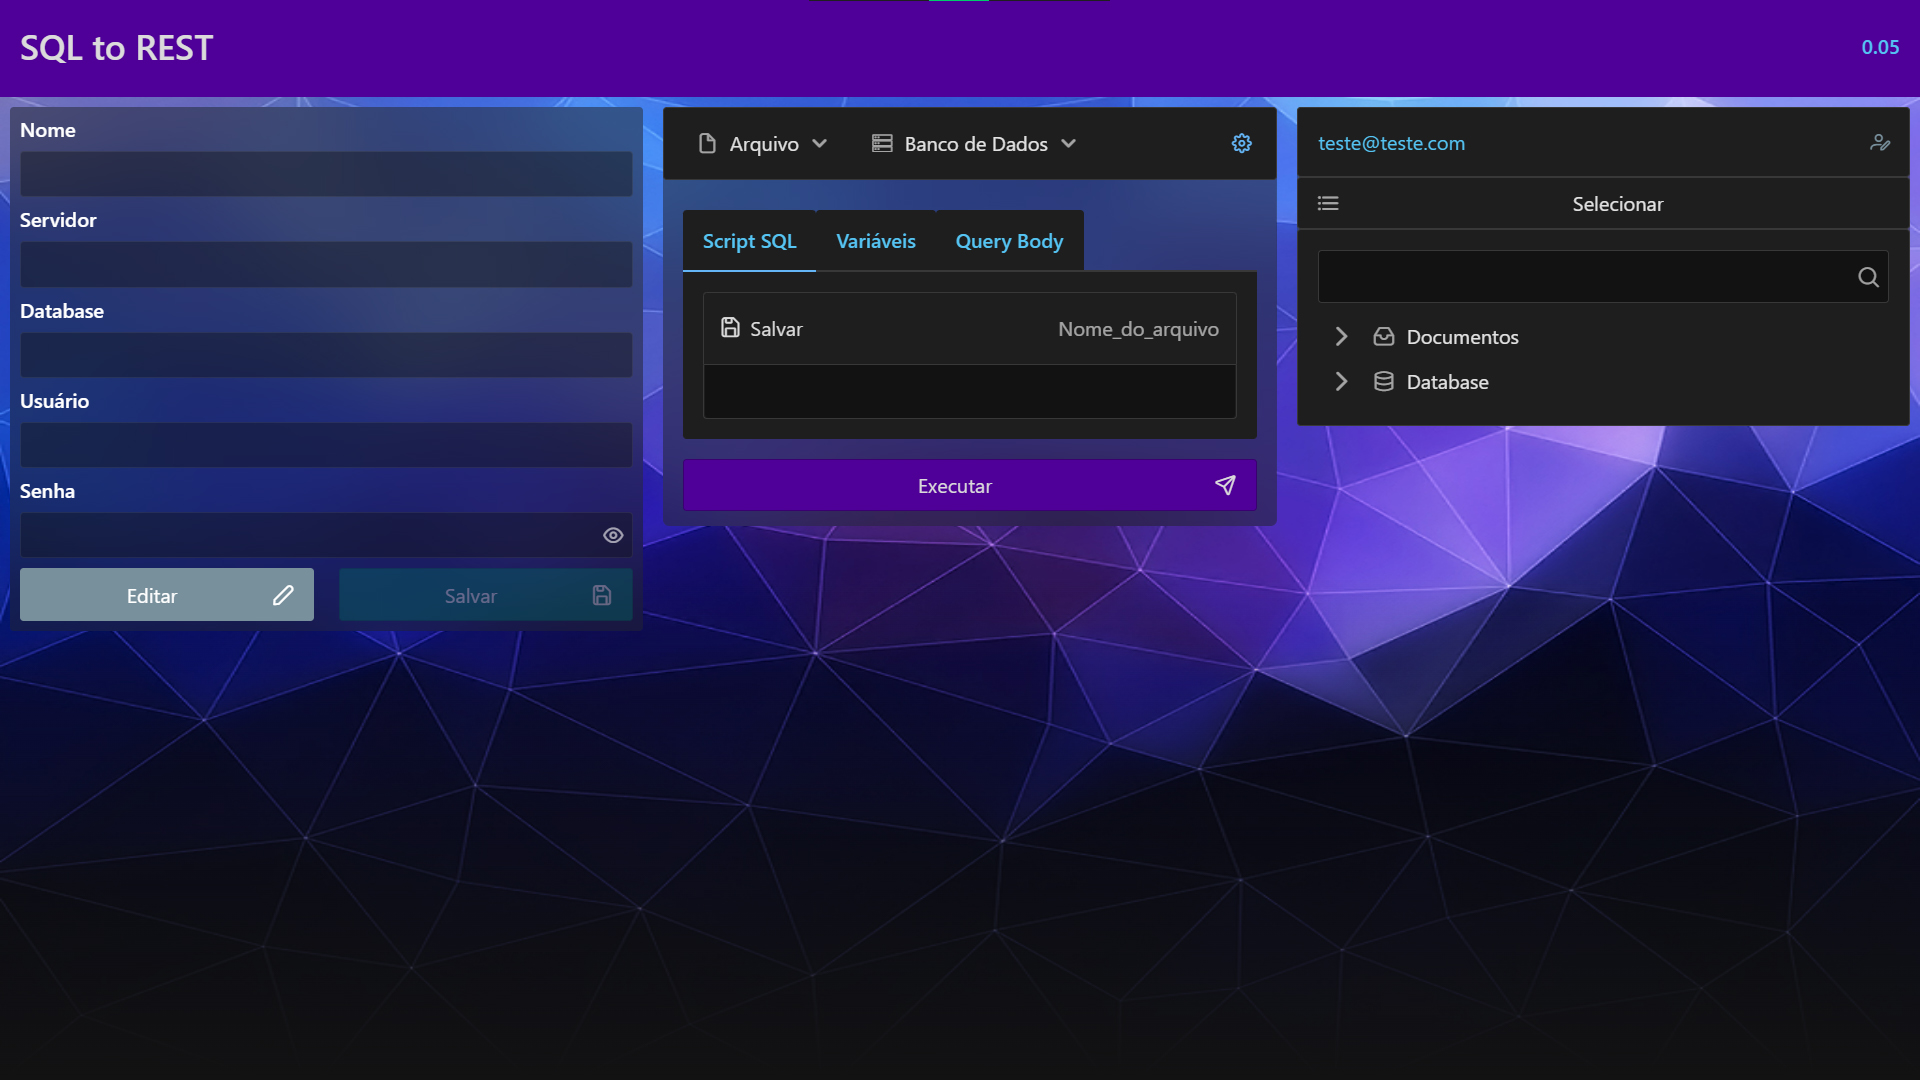 SQL to REST
0.05
Nome
Servidor
Database
Usuário
Senha
Editar
Salvar
Arquivo
Banco de Dados
Script SQL
Variáveis
Query Body
Salvar
Nome_do_arquivo
Executar
teste@teste.com
Selecionar
Documentos
Database